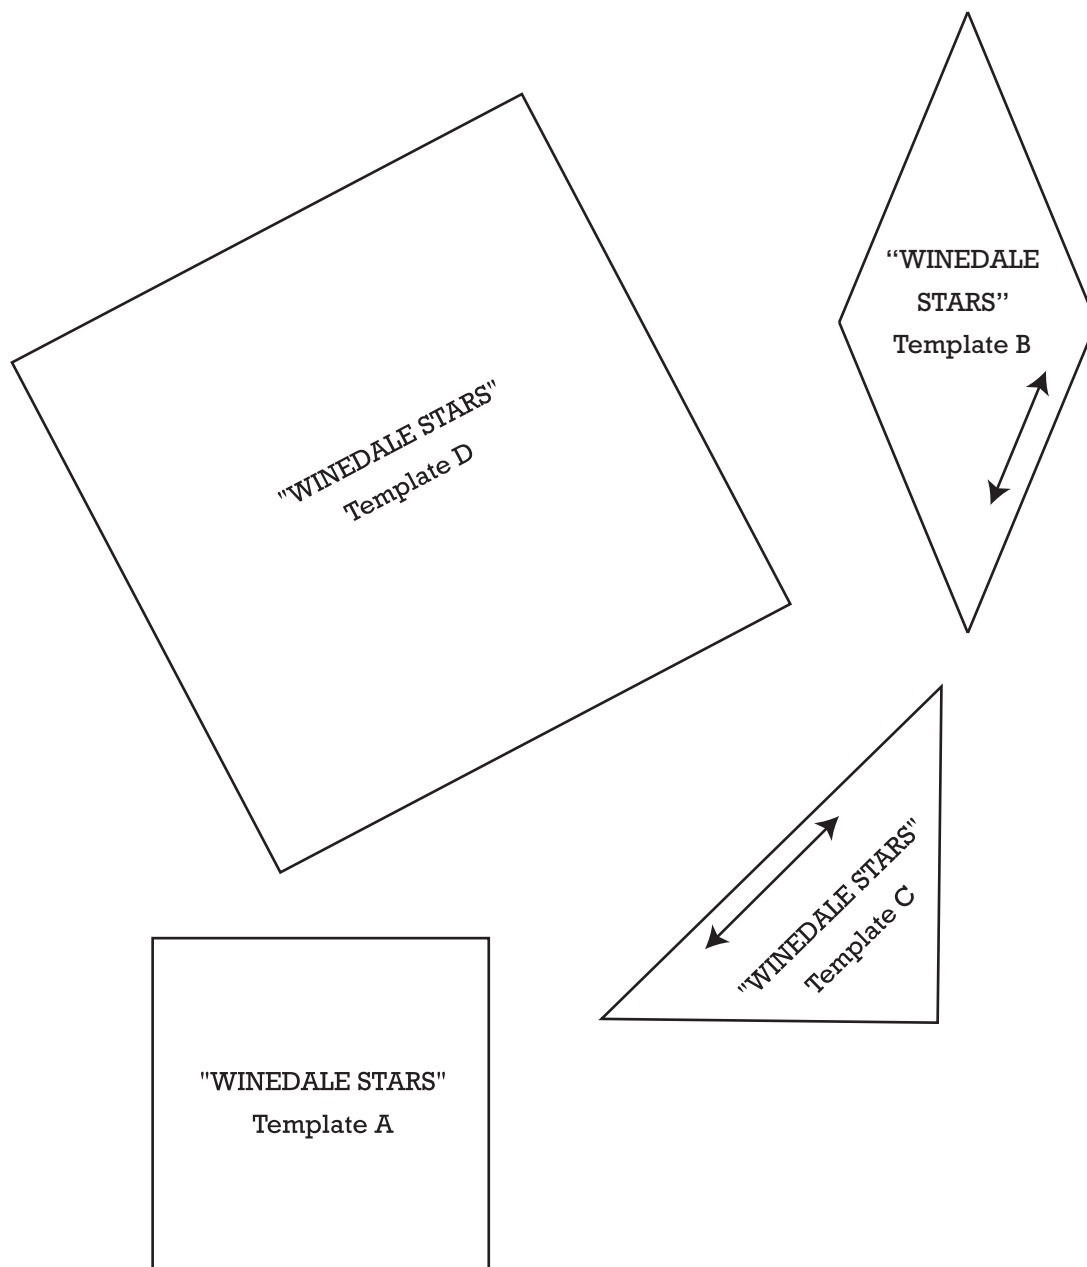 “WINEDALE
STARS”
Template B
"WINEDALE STARS"
Template D
"WINEDALE STARS"
Template C
"WINEDALE STARS"
Template A